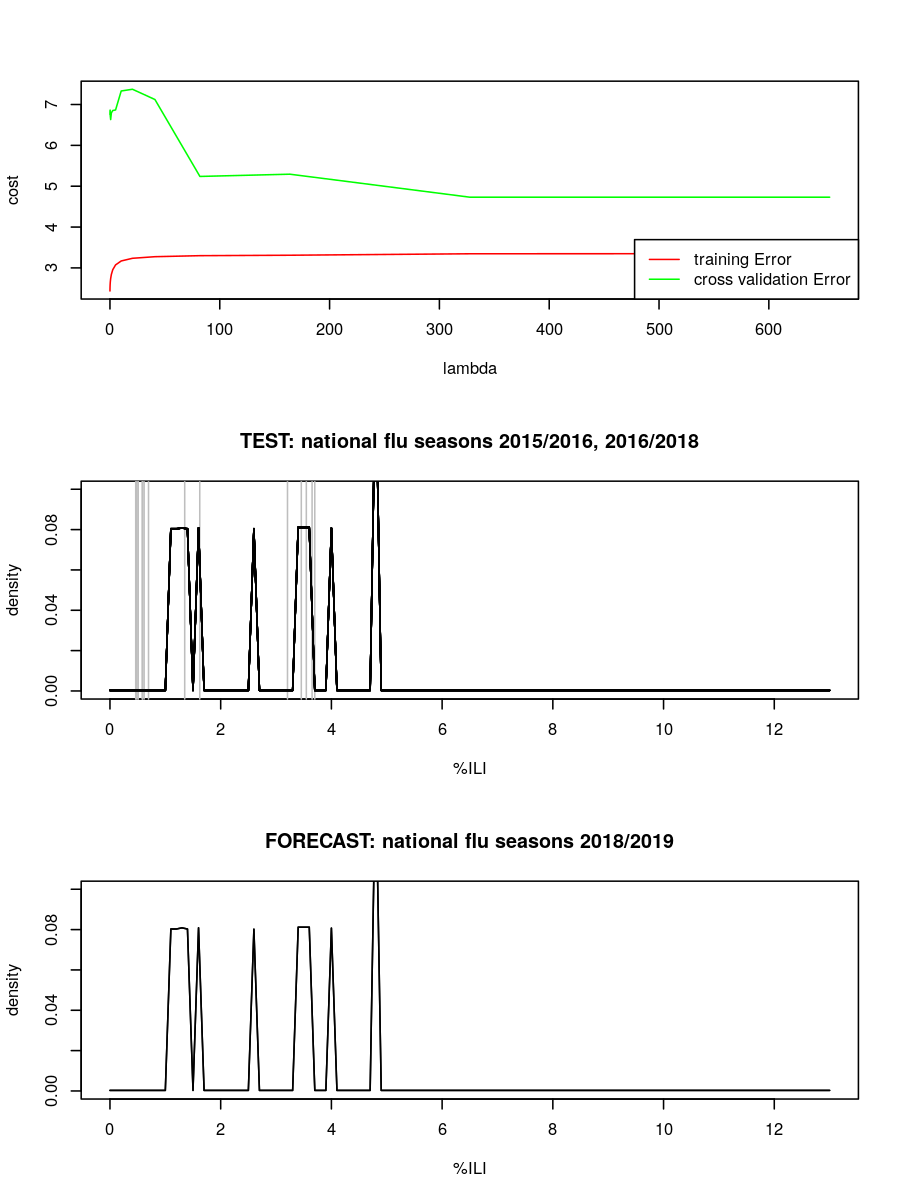 7
6
5
4
3
cost
training Error
cross validation Error
0 100 200 300 400 500 600
lambda
TEST: national flu seasons 2015/2016, 2016/2018
0.08
0.04
0.00
density
0 2 4 6 8 10 12
%ILI
FORECAST: national flu seasons 2018/2019
0.08
0.04
0.00
density
0 2 4 6 8 10 12
%ILI